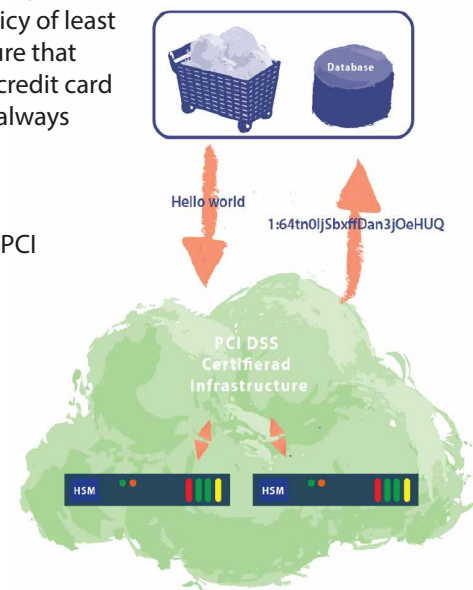 icy of least
ure that
credit card
always
PCI
Database
Hello world
1:64tn0IjSbxffDan3jOeHUQ
PCI DSS
Certifierad
Infrastructure
HSM
HSM